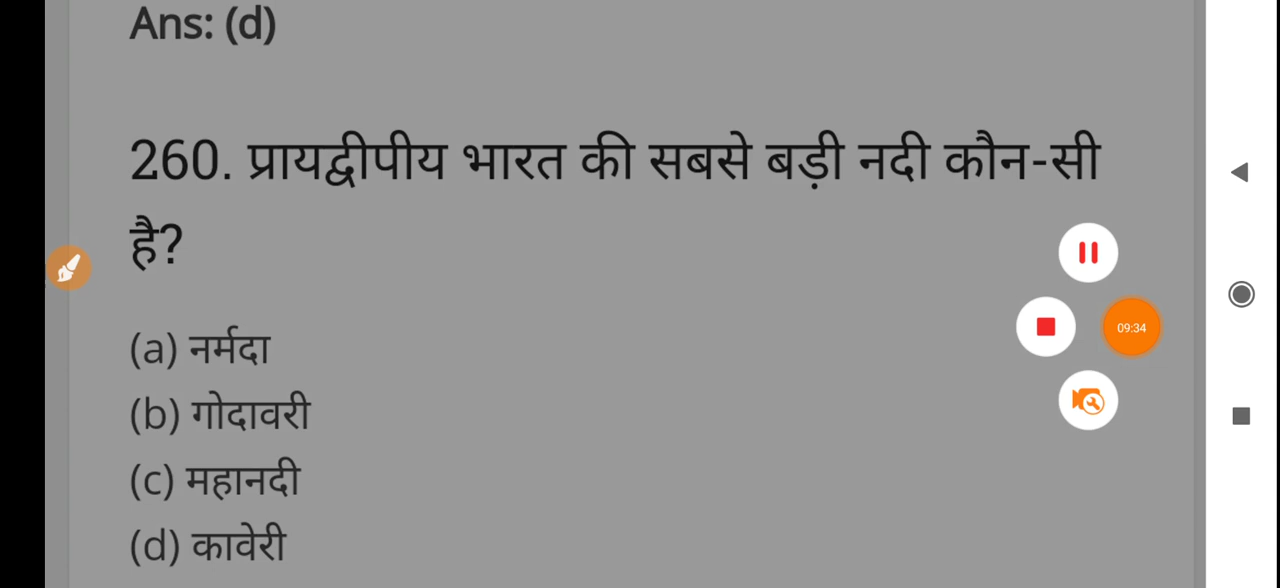 Ans: (d)
260. प्रायद्वीपीय भारत की सबसे बड़ी नदी कौन-सी
है?
09:34
(a) नर्मदा
(b) गोदावरी
(c) महानदी
(d) कावेरी